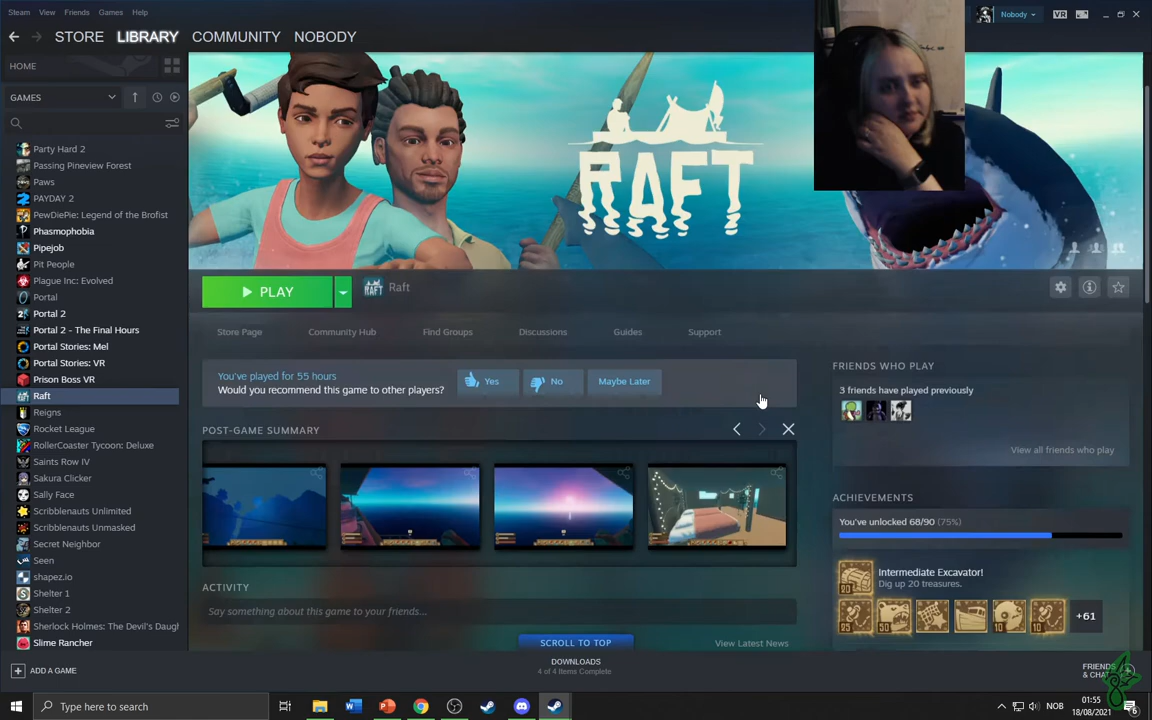 Steam View Friends Games Help
Nobody
VR
STORE LIBRARY COMMUNITY NOBODY
HOME
GAMES
Party Hard 2
Passing Pineview Forest
Paws
PAYDAY 2
PewDiePie: Legend of the Brofist
Phasmophobia
Pipejob
Pit People
Plague Inc: Evolved
Portal
Portal 2
Portal 2 - The Final Hours
Portal Stories: Mel
Portal Stories: VR
Prison Boss VR
Raft
Reigns
Rocket League
RollerCoaster Tycoon: Deluxe
Saints Row IV
Sakura Clicker
Sally Face
Scribblenauts Unlimited
Scribblenauts Unmasked
Secret Neighbor
Seen
shapez.io
Shelter 1
Shelter 2
Sherlock Holmes: The Devil's Daugh
Slime Rancher
ADD A GAME
RAFT
PLAY
RAFT
Raft
Store Page Community Hub Find Groups Discussions Guides Support
You've played for 55 hours
Would you recommend this game to other players?
Yes No Maybe Later
POST-GAME SUMMARY
ACTIVITY
Say something about this game to your friends...
SCROLL TO TOP
View Latest News
FRIENDS WHO PLAY
3 friends have played previously
View all friends who play
ACHIEVEMENTS
You've unlocked 68/90 (75%)
20
Intermediate Excavator!
Dig up 20 treasures.
25 50 10 10 +61
DOWNLOADS
4 of 4 Items Complete
FRIENDS
& CHAT
Type here to search
NOB
01:55
18/08/2021
6